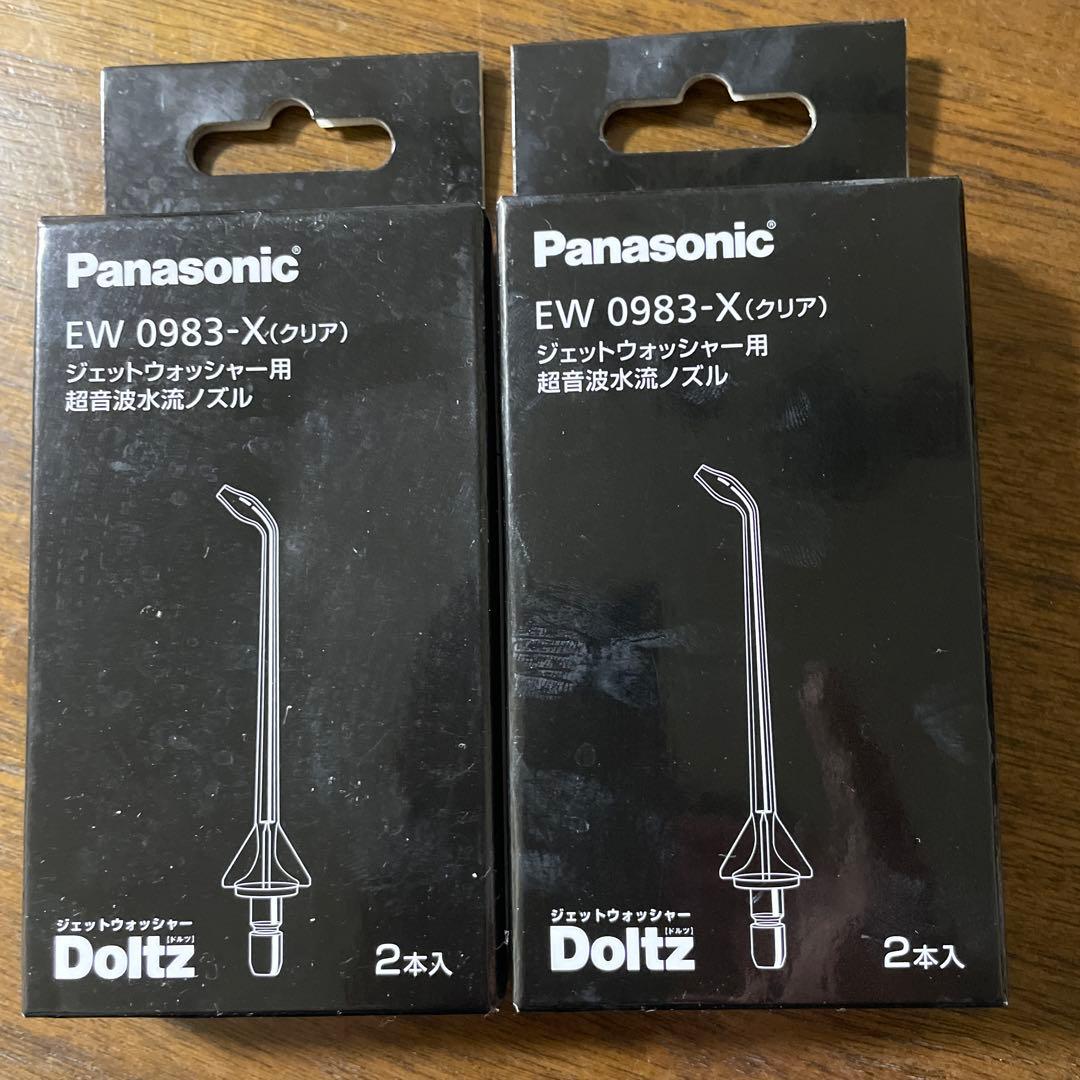 Panasonic®
EW 0983-X(クリア)
ジェットウォッシャー用
超音波水流ノズル
ジェットウォッシャー
Doltz【ドルツ】
2本入
Panasonic®
EW 0983-X(クリア)
ジェットウォッシャー用
超音波水流ノズル
ジェットウォッシャー
Doltz【ドルツ】
2本入